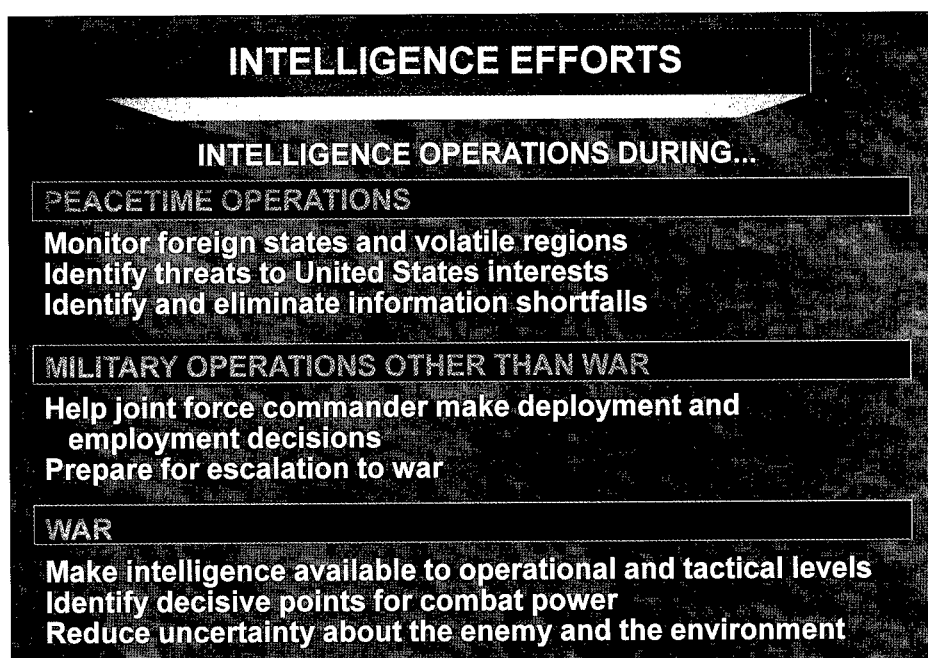 INTELLIGENCE EFFORTS
INTELLIGENCE OPERATIONS DURING...
PEACETIME OPERATIONS
Monitor foreign states and volatile regions
Identify threats to United States interests
Identify and eliminate information shortfalls
MILITARY OPERATIONS OTHER THAN WAR
Help joint force commander make deployment and
employment decisions
Prepare for escalation to war
WAR
Make intelligence available to operational and tactical levels
Identify decisive points for combat power
Reduce uncertainty about the enemy and the environment